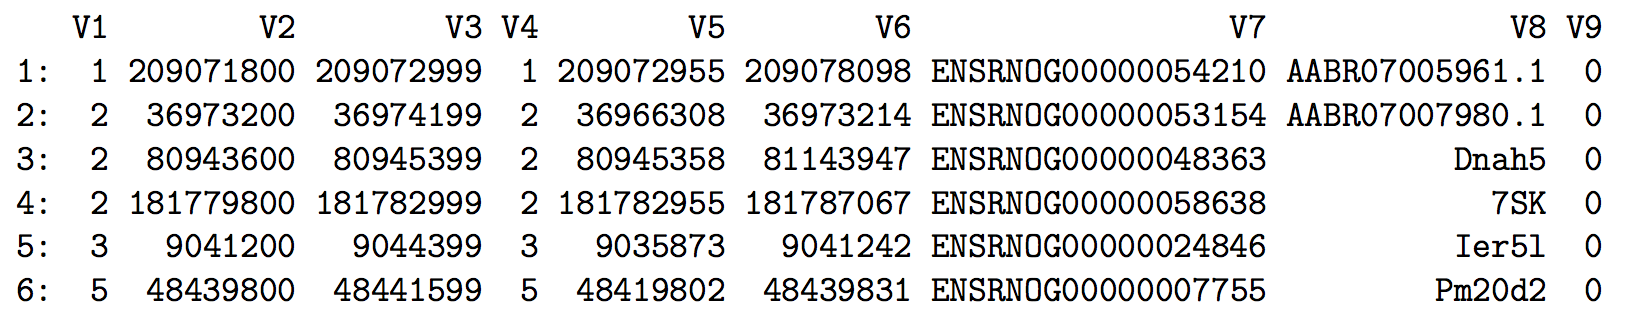 V1 V2 V3 V4 V5 V6 V7 V8 V9
1: 1 209071800 209072999 1 209072955 209078098 ENSRNOG00000054210 AABR07005961.1 0
2: 2 36973200 36974199 2 36966308 36973214 ENSRNOG00000053154 AABR07007980.1 0
3: 2 80943600 80945399 2 80945358 81143947 ENSRNOG00000048363 Dnah5 0
4: 2 181779800 181782999 2 181782955 181787067 ENSRNOG00000058638 7SK 0
5: 3 9041200 9044399 3 9035873 9041242 ENSRNOG00000024846 Ier5l 0
6: 5 48439800 48441599 5 48419802 48439831 ENSRNOG00000007755 Pm20d2 0